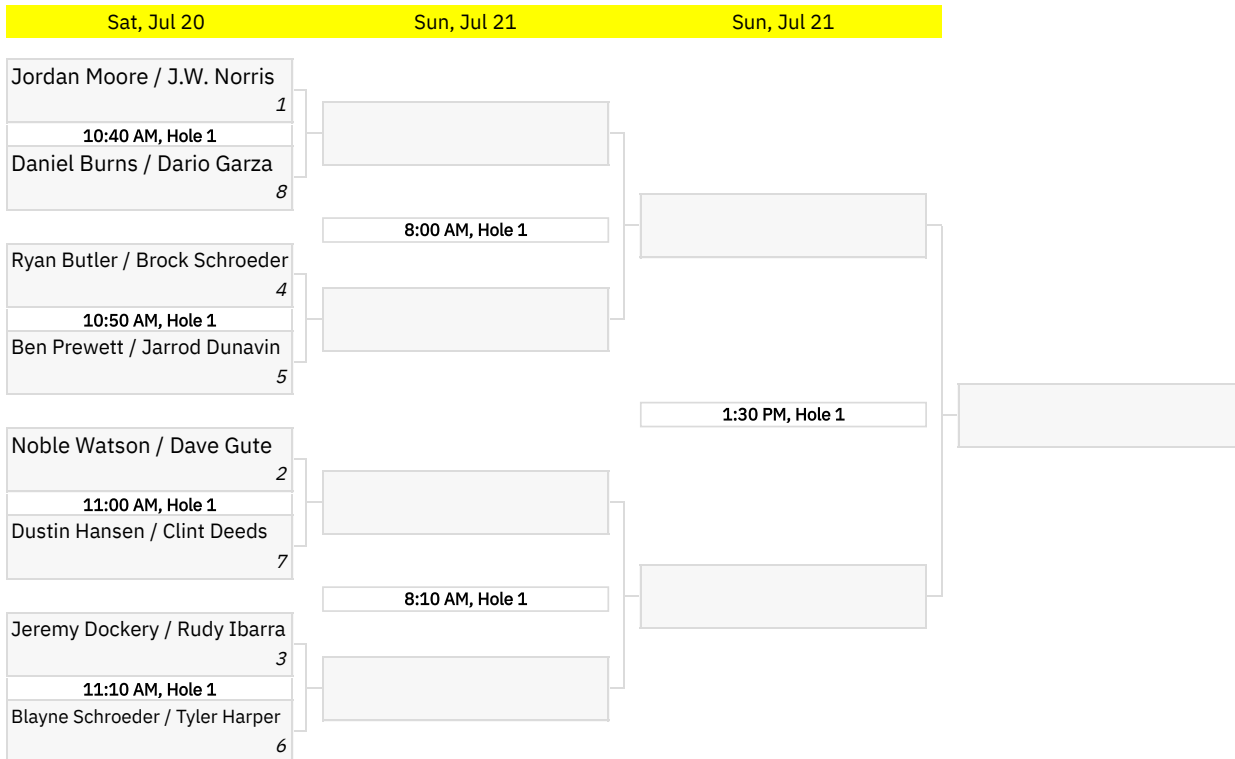 Sat, Jul 20
Sun, Jul 21
Sun, Jul 21
Jordan Moore / J.W. Norris
1
10:40 AM, Hole 1
Daniel Burns / Dario Garza
8
8:00 AM, Hole 1
Ryan Butler / Brock Schroeder
4
10:50 AM, Hole 1
Ben Prewett / Jarrod Dunavin
5
1:30 PM, Hole 1
Noble Watson / Dave Gute
2
11:00 AM, Hole 1
Dustin Hansen / Clint Deeds
7
8:10 AM, Hole 1
Jeremy Dockery / Rudy Ibarra
3
11:10 AM, Hole 1
Blayne Schroeder / Tyler Harper
6